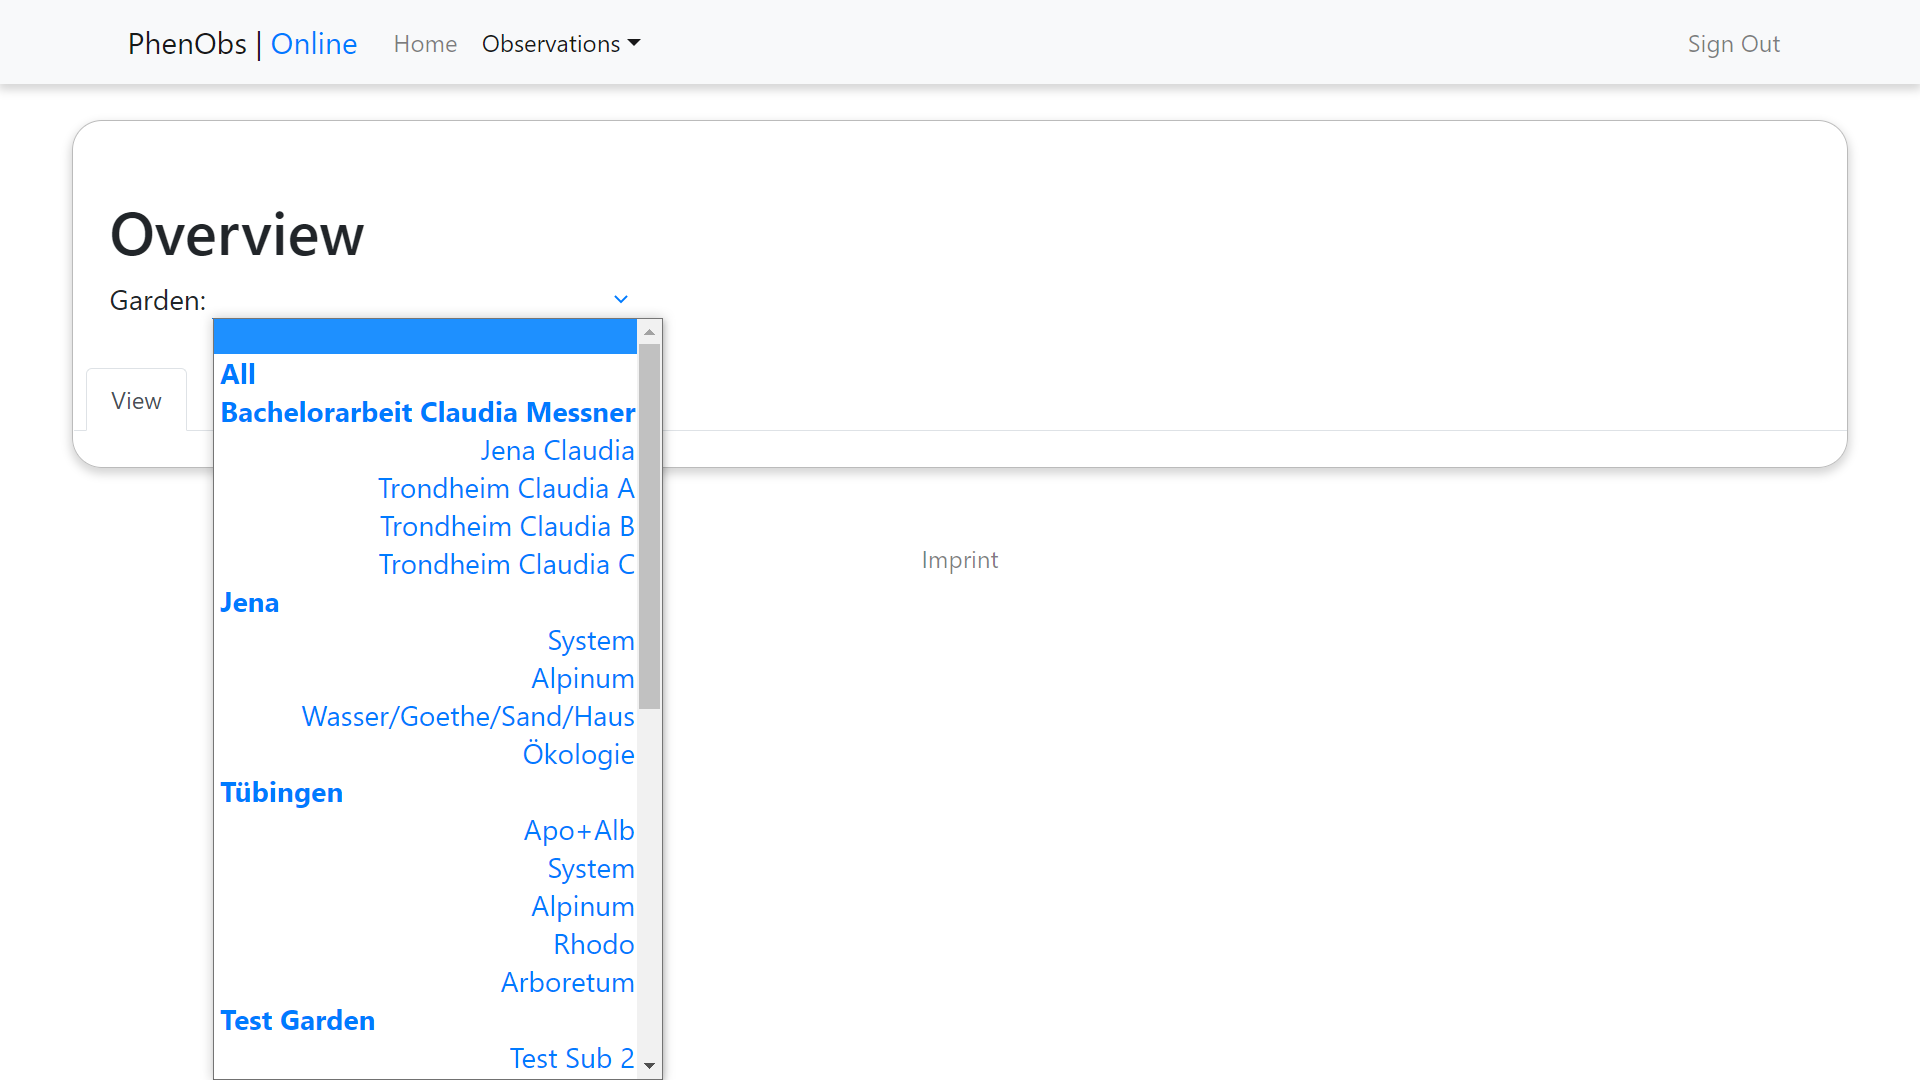 PhenObs | Online Home Observations Sign Out
Overview
Garden:
View
All
Bachelorarbeit Claudia Messner
Jena Claudia
Trondheim Claudia A
Trondheim Claudia B
Trondheim Claudia C
Jena
System
Alpinum
Wasser/Goethe/Sand/Haus
Ökologie
Tübingen
Apo+Alb
System
Alpinum
Rhodo
Arboretum
Test Garden
Test Sub 2
Imprint